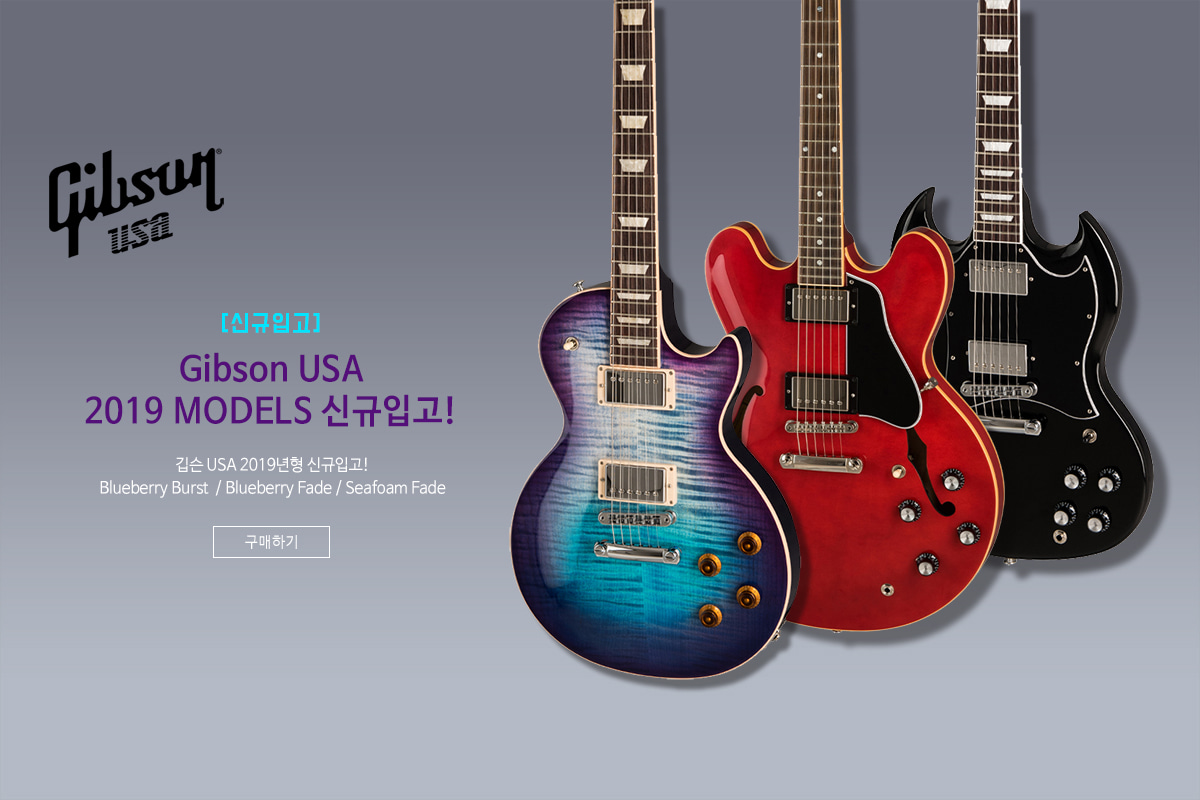 Gibson
USA
[신규입고]
Gibson USA
2019 MODELS 신규입고!
깁슨 USA 2019년형 신규입고!
Blueberry Burst / Blueberry Fade / Seafoam Fade
구매하기